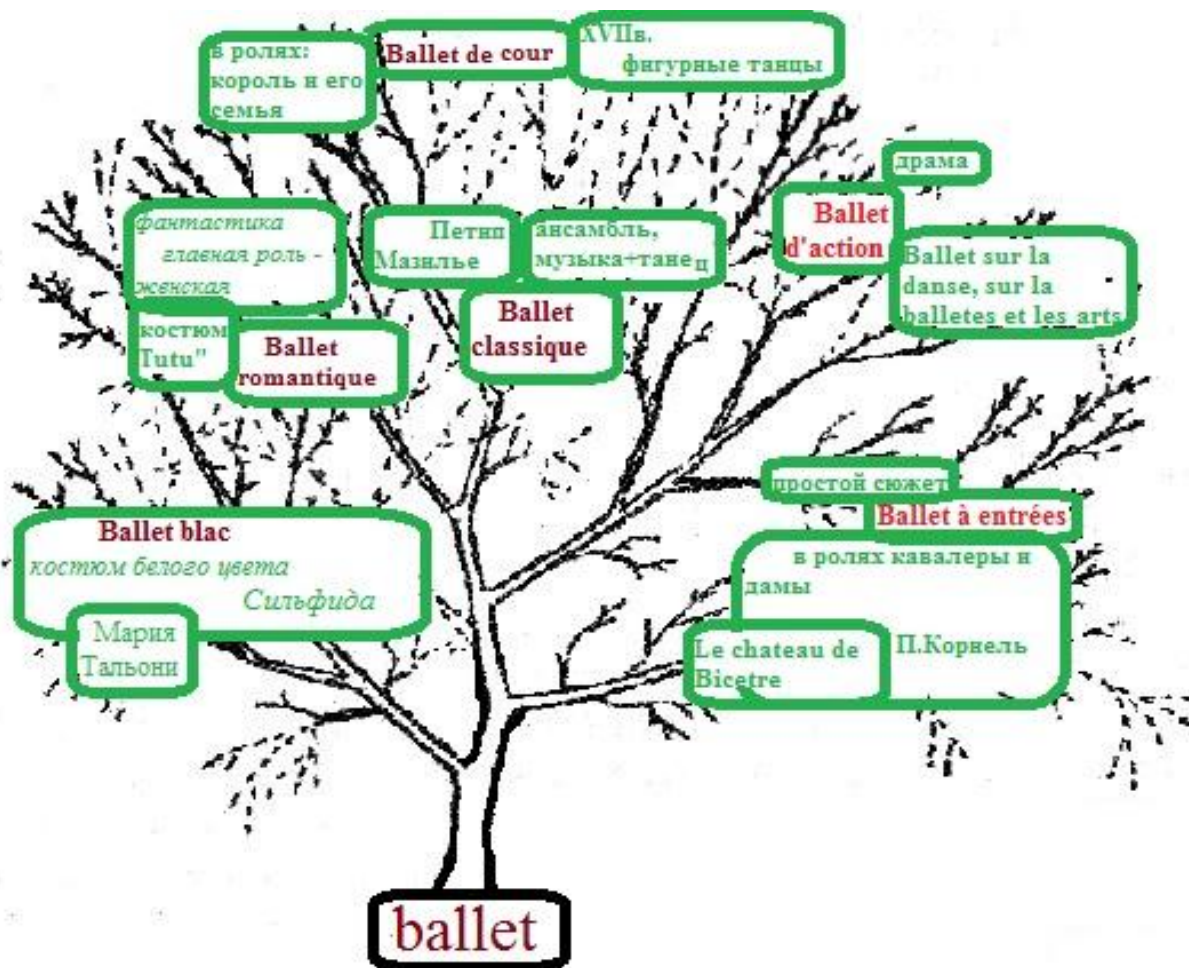 в ролях:
король и его
семья
Ballet de cour
XVIIв.
фигурные танцы
драма
Ballet
d'action
Ballet sur la
danse, sur la
balletes et les arts
фантастика
главная роль -
женская
костюм
Tutu"
Ballet
romantique
Петип
Мазилье
ансамбль,
музыка+танец
Ballet
classique
простой сюжет
Ballet à entrées
в ролях кавалеры и
дамы
П.Корнель
Le chateau de
Bicetre
Ballet blac
костюм белого цвета
Сильфида
Мария
Тальони
ballet